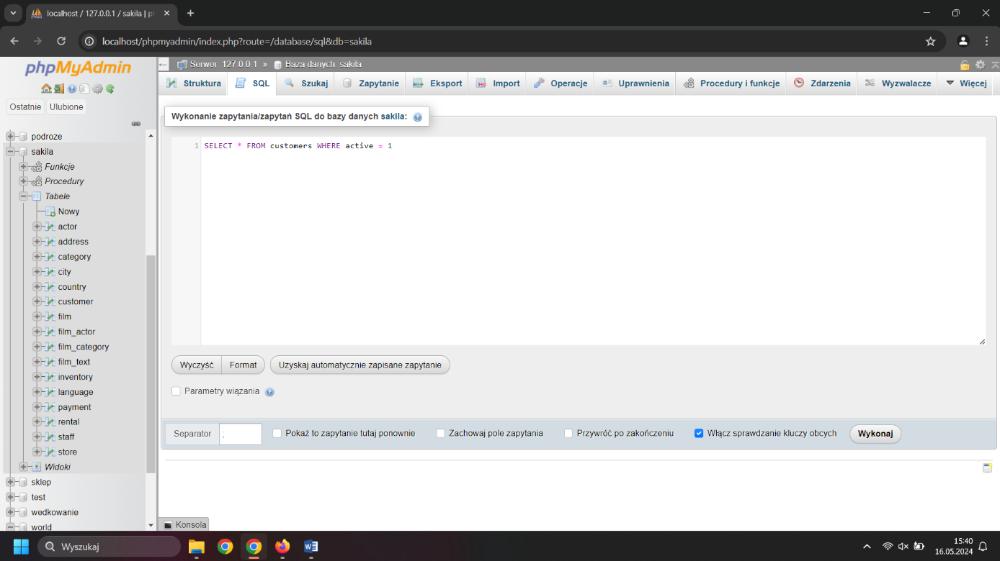 localhost / 127.0.0.1 / sakila | p
localhost/phpmyadmin/index.php?route=/database/sql&db=sakila
phpMyAdmin
Ostatnie Ulubione
podroze
sakila
Funkcje
Procedury
Tabele
Nowy
actor
address
category
city
country
customer
film
film_actor
film_category
film_text
inventory
language
payment
rental
staff
store
Widoki
sklep
test
wedkowanie
world
Serwer: 127.0.0.1 » Baza danych: sakila
Struktura SQL Szukaj Zapytanie Eksport Import Operacje Uprawnienia Procedury i funkcje Zdarzenia Wyzwalacze Więcej
Wykonanie zapytania/zapytań SQL do bazy danych sakila:
1 SELECT * FROM customers WHERE active = 1
Wyczyść Format Uzyskaj automatycznie zapisane zapytanie
Parametry wiązania
Separator ; Pokaż to zapytanie tutaj ponownie Zachowaj pole zapytania Przywróć po zakończeniu Włącz sprawdzanie kluczy obcych Wykonaj
Konsola
Wyszukaj
15:40
16.05.2024